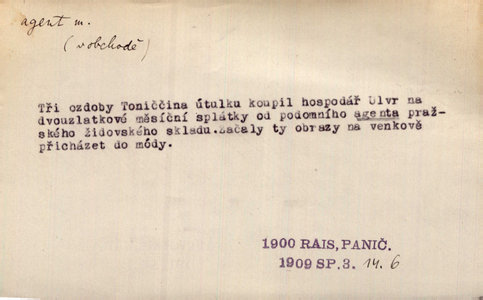 agent m.
(v obchodě)
Tři ozdoby Toniččina útulku koupil hospodář Ulvr na
dvouzlatkové měsíční splátky od podomního agenta praž-
ského židovského skladu.Začaly ty obrazy na venkově
přicházet do módy.
1900 RAIS, PANIČ.
1909 SP. 3. 14. 6